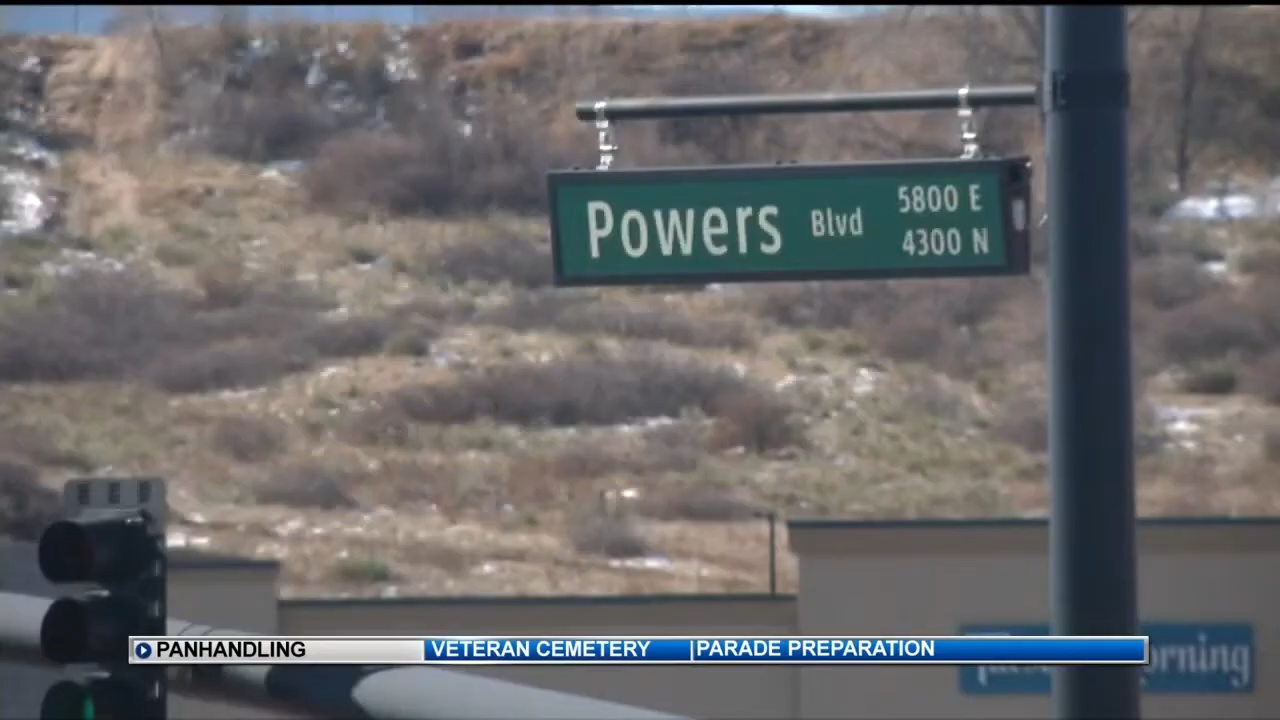 Powers Blvd 5800 E
4300 N
PANHANDLING VETERAN CEMETERY |PARADE PREPARATION